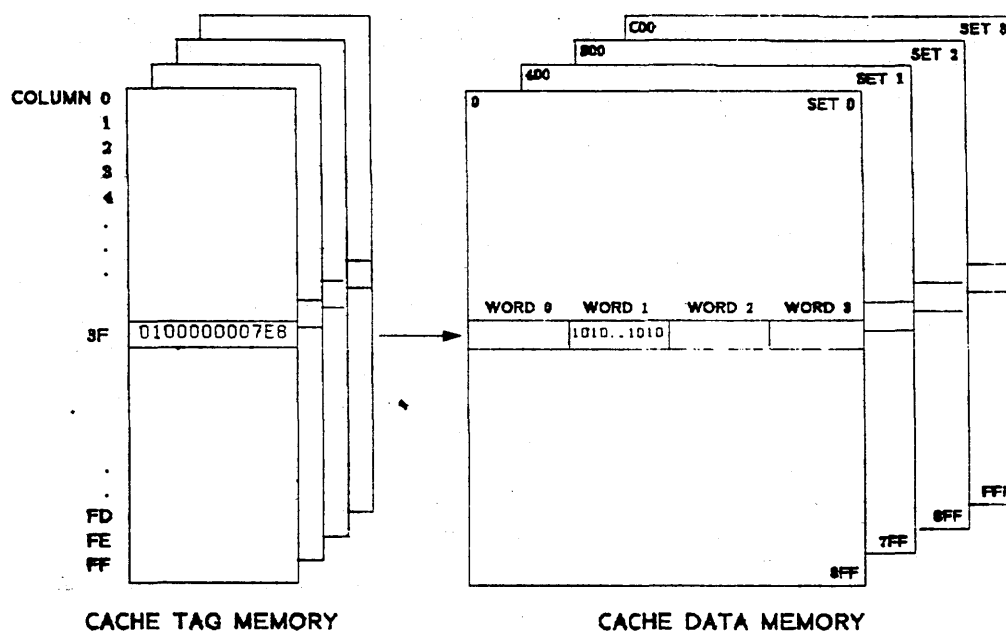 C00 SET 3
800 SET 2
400 SET 1
COLUMN 0
0 SET 0
1
2
3
4
.
.
.
WORD 0 WORD 1 WORD 2 WORD 3
3F 0100000007E8 1010..1010
.
.
FD
FE
FF
FFF
BFF
7FF
3FF
CACHE TAG MEMORY CACHE DATA MEMORY